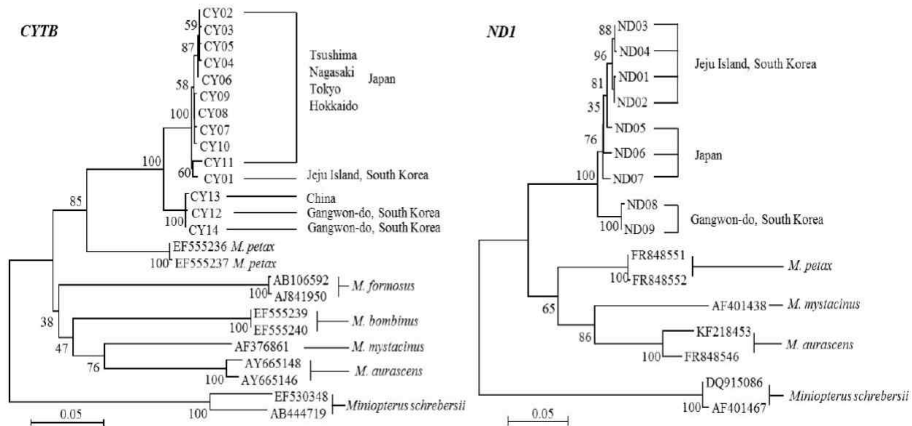 CYTB
59
87
58
100
60
100
100
85
100
38
47
76
100
100
100
100
CY02
CY03
CY05
CY04
CY06
CY09
CY08
CY07
CY10
CY11
CY01
CY13
CY12
CY14
Tsushima
Nagasaki
Tokyo
Hokkaido
Japan
Jeju Island, South Korea
China
Gangwon-do, South Korea
Gangwon-do, South Korea
EF555236 M. petax
EF555237 M. petax
AB106592
AJ841950
M. formosus
EF555239
EF555240
M. bombinus
AF376861
M. mystacinus
AY665148
AY665146
M. aurascens
EF530348
AB444719
Miniopterus schrebersii
0.05
ND1
88
96
81
35
76
100
100
65
100
86
100
100
ND03
ND04
ND01
ND02
Jeju Island, South Korea
ND05
ND06
ND07
Japan
ND08
ND09
Gangwon-do, South Korea
FR848551
FR848552
M. petax
AF401438
M. mystacinus
KF218453
FR848546
M. aurascens
DQ915086
AF401467
Miniopterus schrebersii
0.05